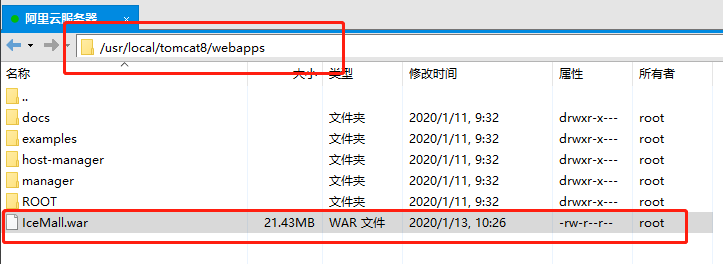 阿里云服务器
/usr/local/tomcat8/webapps
名称 大小 类型 修改时间 属性 所有者
..
docs 文件夹 2020/1/11, 9:32 drwxr-x--- root
examples 文件夹 2020/1/11, 9:32 drwxr-x--- root
host-manager 文件夹 2020/1/11, 9:32 drwxr-x--- root
manager 文件夹 2020/1/11, 9:32 drwxr-x--- root
ROOT 文件夹 2020/1/11, 9:32 drwxr-x--- root
IceMall.war 21.43MB WAR 文件 2020/1/13, 10:26 -rw-r--r-- root